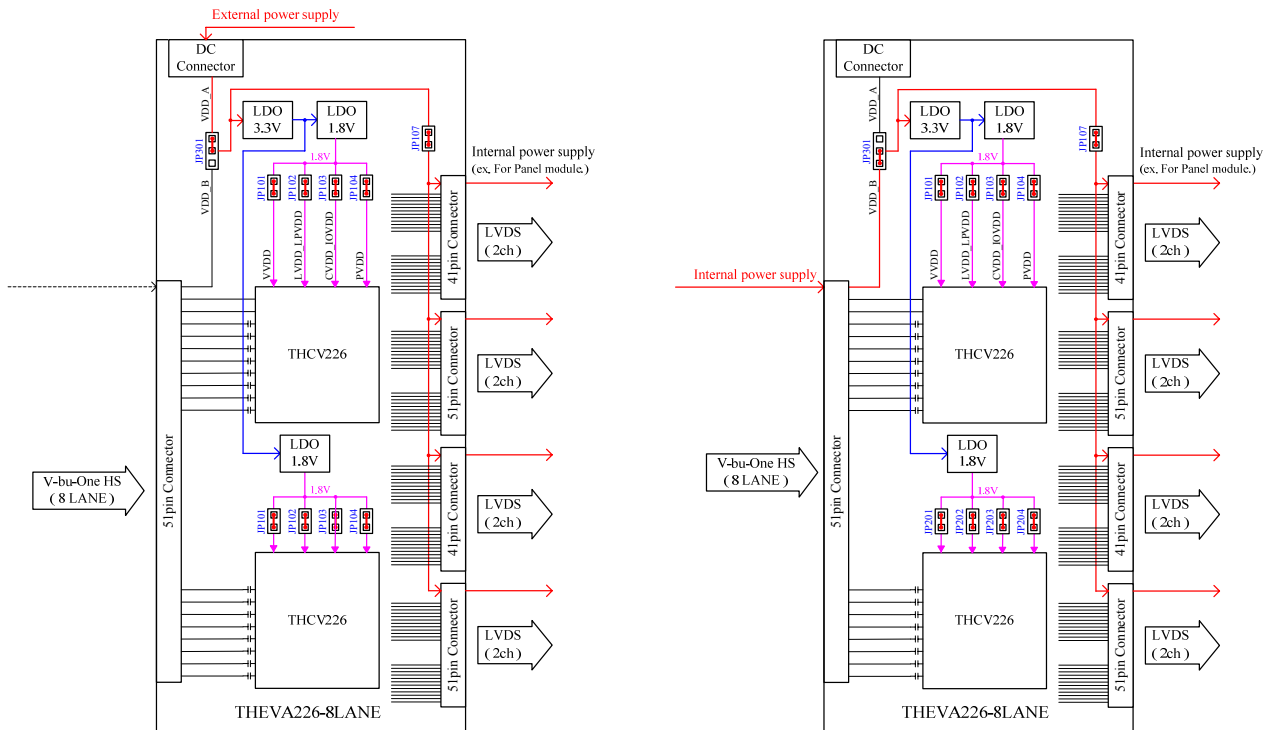 External power supply
DC
Connector
VDD_A
JP301
VDD_B
LDO
3.3V
LDO
1.8V
JP107
1.8V
JP101
JP102
JP103
JP104
VVDD
LVDD_LPVDD
CVDD_IOVDD
PVDD
Internal power supply
(ex. For Panel module.)
41pin Connector
LVDS
( 2ch )
THCV226
51pin Connector
LVDS
( 2ch )
LDO
1.8V
V-bu-One HS
( 8 LANE )
51pin Connector
1.8V
JP101
JP102
JP103
JP104
41pin Connector
LVDS
( 2ch )
THCV226
51pin Connector
LVDS
( 2ch )
THEVA226-8LANE
DC
Connector
VDD_A
JP301
VDD_B
LDO
3.3V
LDO
1.8V
JP107
1.8V
JP101
JP102
JP103
JP104
VVDD
LVDD_LPVDD
CVDD_IOVDD
PVDD
Internal power supply
(ex. For Panel module.)
41pin Connector
LVDS
( 2ch )
Internal power supply
THCV226
51pin Connector
LVDS
( 2ch )
LDO
1.8V
V-bu-One HS
( 8 LANE )
51pin Connector
1.8V
JP201
JP202
JP203
JP204
41pin Connector
LVDS
( 2ch )
THCV226
51pin Connector
LVDS
( 2ch )
THEVA226-8LANE